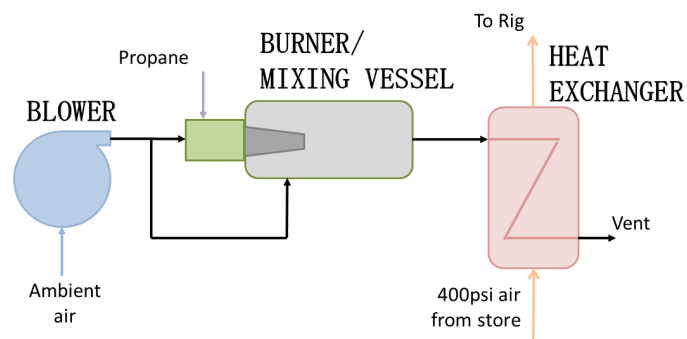 To Rig
BURNER/
MIXING VESSEL
HEAT
EXCHANGER
Propane
BLOWER
Vent
Ambient
air
400psi air
from store